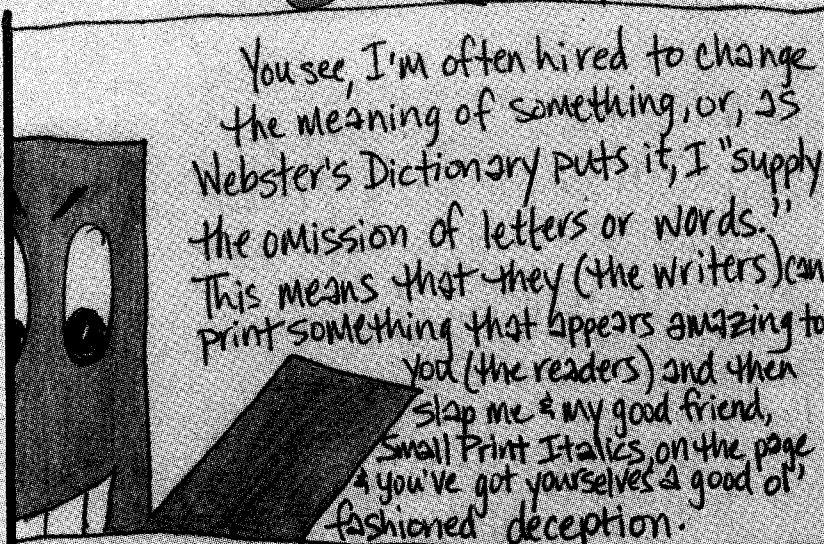 You see, I'm often hired to change
the meaning of something, or, as
Webster's Dictionary puts it, I "supply
the omission of letters or words."
This means that they (the writers) can
print something that appears amazing to
you (the readers) and then
slap me & my good friend,
Small Print Italics, on the page
& you've got yourselves a good ol'
fashioned deception.